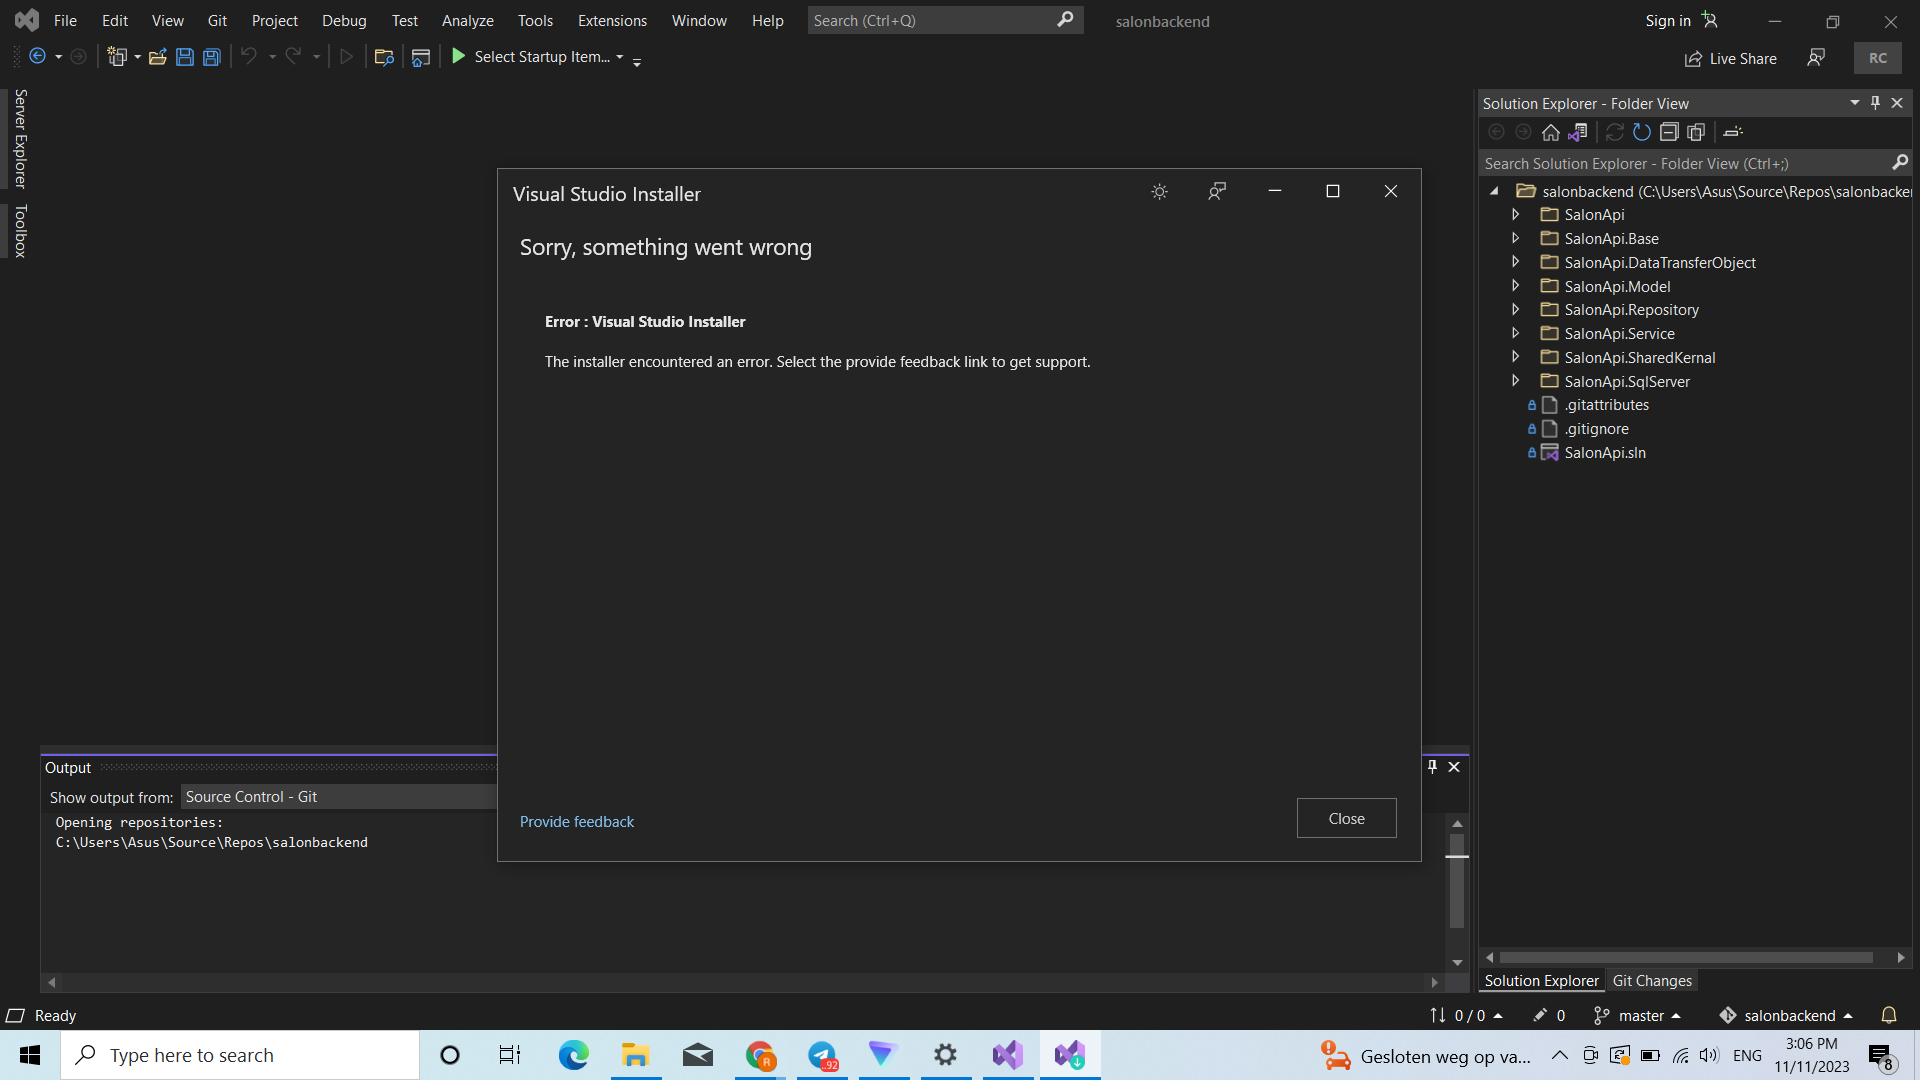 File Edit View Git Project Debug Test Analyze Tools Extensions Window Help Search (Ctrl+Q) salonbackend Sign in
Select Startup Item... Live Share RC
Server Explorer
Toolbox
Solution Explorer - Folder View
Search Solution Explorer - Folder View (Ctrl+;)
salonbackend (C:\Users\Asus\Source\Repos\salonbacke
SalonApi
SalonApi.Base
SalonApi.DataTransferObject
SalonApi.Model
SalonApi.Repository
SalonApi.Service
SalonApi.SharedKernal
SalonApi.SqlServer
.gitattributes
.gitignore
SalonApi.sln
Visual Studio Installer
Sorry, something went wrong
Error : Visual Studio Installer
The installer encountered an error. Select the provide feedback link to get support.
Provide feedback
Close
Output
Show output from: Source Control - Git
Opening repositories:
C:\Users\Asus\Source\Repos\salonbackend
Solution Explorer Git Changes
Ready 0 / 0 0 master salonbackend
Type here to search
A
..92
Gesloten weg op va... ENG
3:06 PM
11/11/2023
8